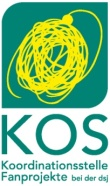 KOS
Koordinationsstelle
Fanprojekte bei der dsj